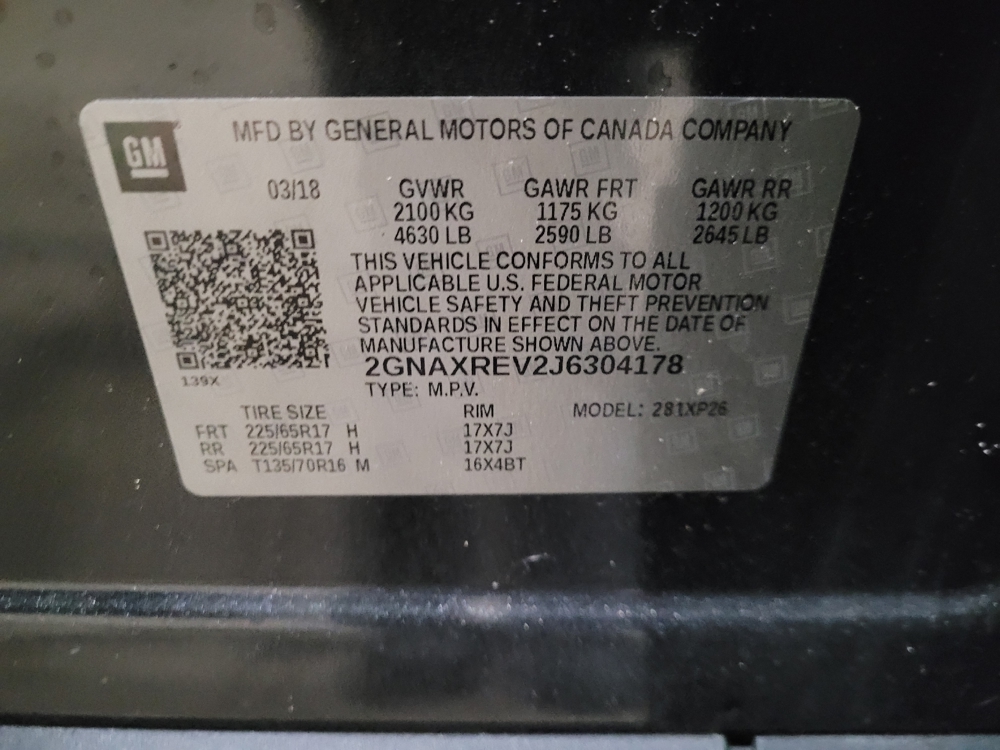 GM
MFD BY GENERAL MOTORS OF CANADA COMPANY
03/18 GVWR GAWR FRT GAWR RR
2100 KG 1175 KG 1200 KG
4630 LB 2590 LB 2645 LB
THIS VEHICLE CONFORMS TO ALL
APPLICABLE U.S. FEDERAL MOTOR
VEHICLE SAFETY AND THEFT PREVENTION
STANDARDS IN EFFECT ON THE DATE OF
MANUFACTURE SHOWN ABOVE.
2GNAXREV2J6304178
139X
TYPE: M.P.V.
TIRE SIZE RIM MODEL: 281XP26
FRT 225/65R17 H 17X7J
RR 225/65R17 H 17X7J
SPA T135/70R16 M 16X4BT